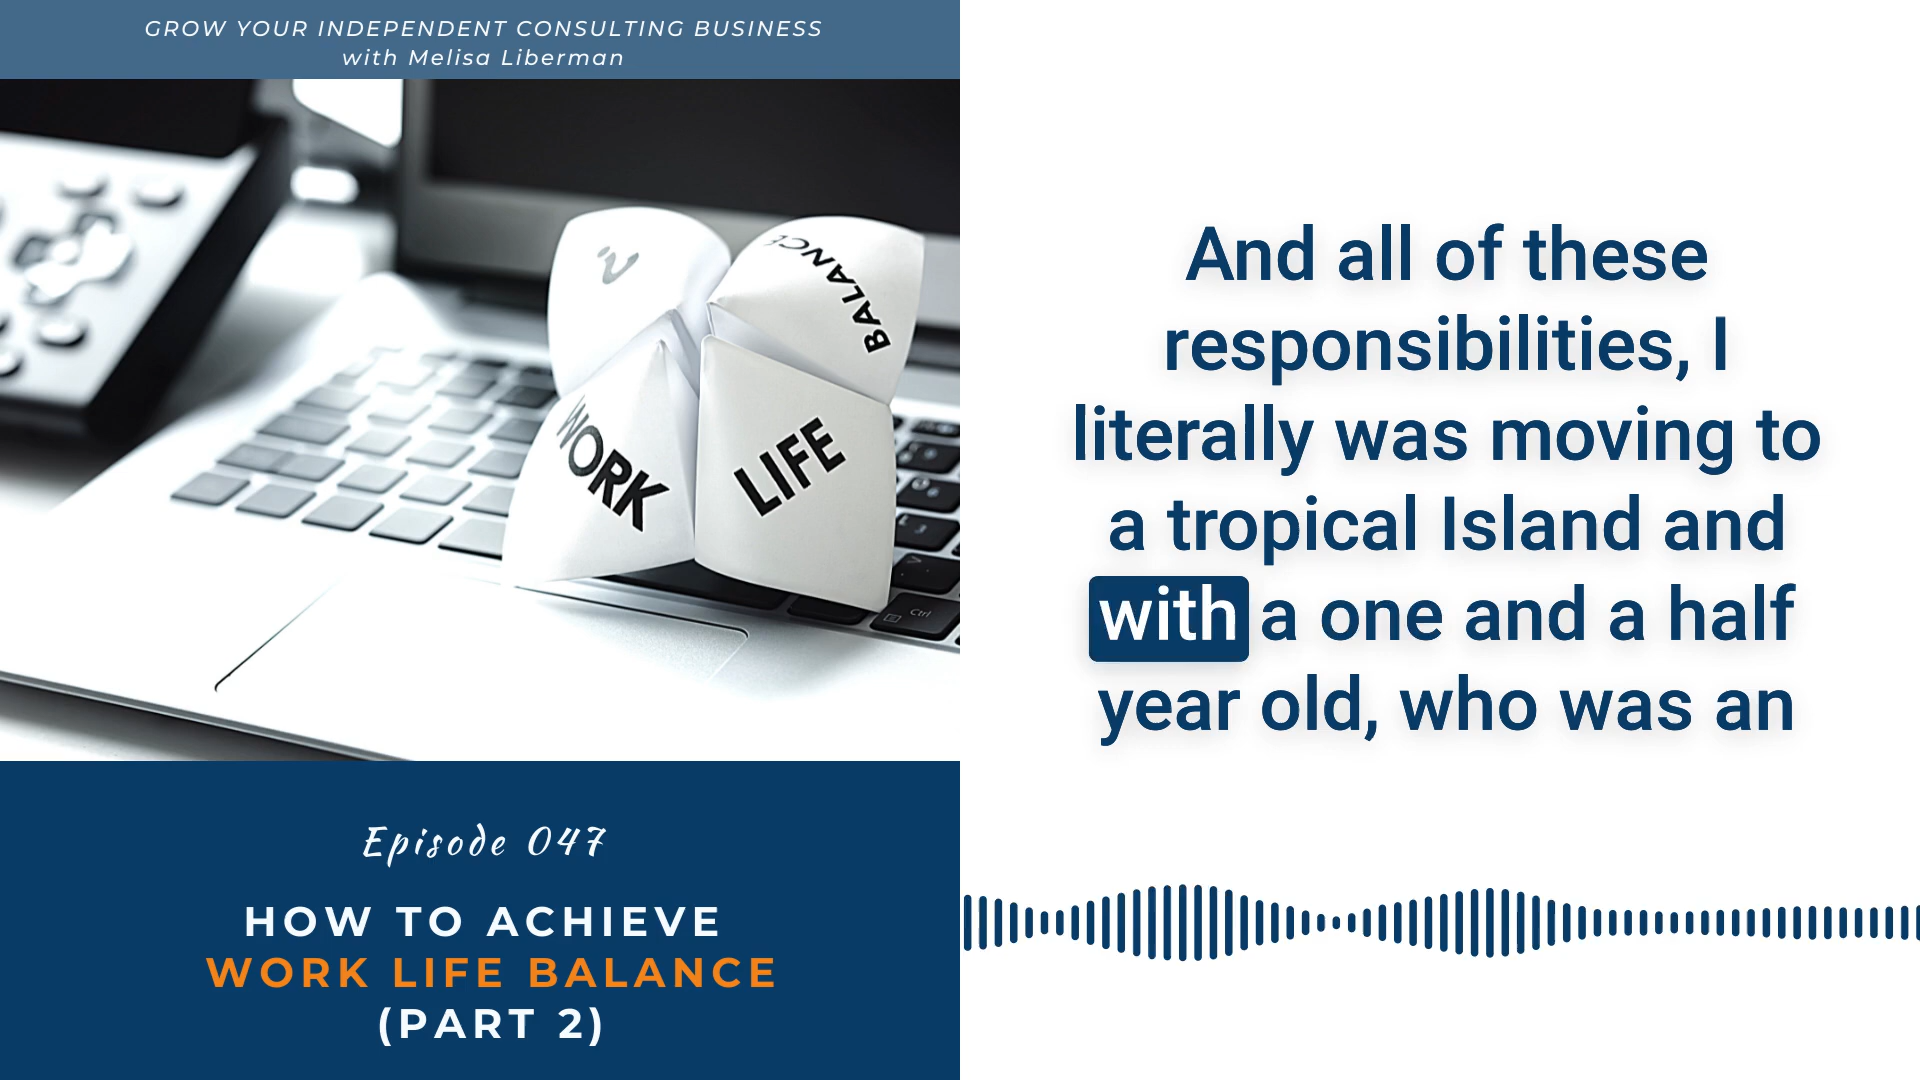 GROW YOUR INDEPENDENT CONSULTING BUSINESS
with Melisa Liberman
BALANCE
WORK
LIFE
Ctrl
Episode 047
HOW TO ACHIEVE
WORK LIFE BALANCE
(PART 2)
And all of these
responsibilities, I
literally was moving to
a tropical Island and
with a one and a half
year old, who was an